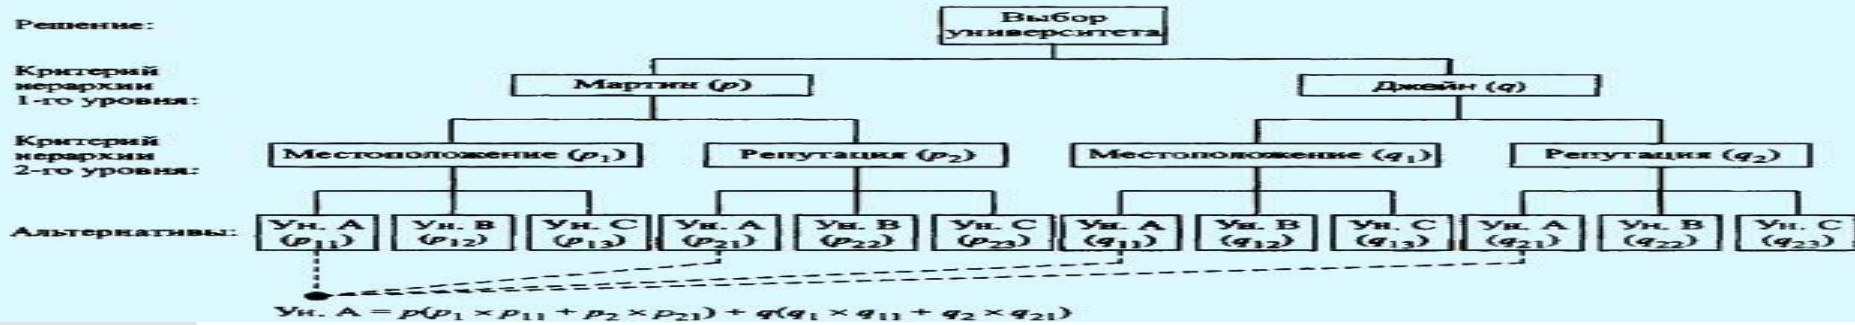 Решение:
Выбор
университета
Критерий
иерархии
1-го уровня:
Мартин (p)
Джейн (q)
Критерий
иерархии
2-го уровня:
Местоположение (p₁)
Репутация (p₂)
Местоположение (q₁)
Репутация (q₂)
Альтернативы:
Ун. A
(p₁₁)
Ун. B
(p₁₂)
Ун. C
(p₁₃)
Ун. A
(p₂₁)
Ун. B
(p₂₂)
Ун. C
(p₂₃)
Ун. A
(q₁₁)
Ун. B
(q₁₂)
Ун. C
(q₁₃)
Ун. A
(q₂₁)
Ун. B
(q₂₂)
Ун. C
(q₂₃)
Ун. A = p(p₁ × p₁₁ + p₂ × p₂₁) + q(q₁ × q₁₁ + q₂ × q₂₁)